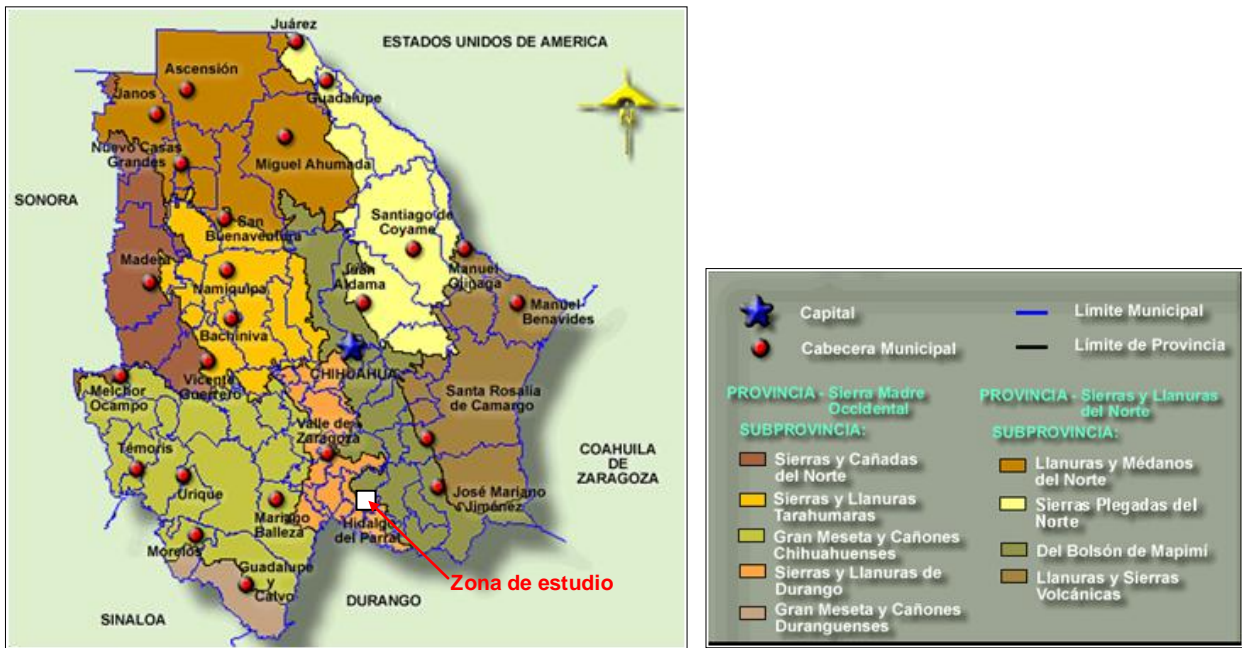 Juárez
ESTADOS UNIDOS DE AMERICA
Ascensión
Janos
Guadalupe
N
Nuevo Casas
Grandes
Miguel Ahumada
SONORA
San
Buenaventura
Santiago de
Coyame
Madera
Namiquipa
Juán
Aldama
Manuel
Ojinaga
Manuel
Benavides
Bachiniva
CHIHUAHUA
Vicente
Guerrero
Melchor
Ocampo
Santa Rosalia
de Camargo
Valle de
Zaragoza
Témoris
COAHUILA
DE
ZARAGOZA
Urique
Mariano
Balleza
José Mariano
Jiménez
Hidalgo
del Parral
Morelos
Guadalupe
y
Calvo
Zona de estudio
DURANGO
SINALOA
Capital
Límite Municipal
Cabecera Municipal
Límite de Provincia
PROVINCIA - Sierra Madre
Occidental
SUBPROVINCIA:
Sierras y Cañadas
del Norte
Sierras y Llanuras
Tarahumaras
Gran Meseta y Cañones
Chihuahuenses
Sierras y Llanuras de
Durango
Gran Meseta y Cañones
Duranguenses
PROVINCIA - Sierras y Llanuras
del Norte
SUBPROVINCIA:
Llanuras y Médanos
del Norte
Sierras Plegadas del
Norte
Del Bolsón de Mapimí
Llanuras y Sierras
Volcánicas